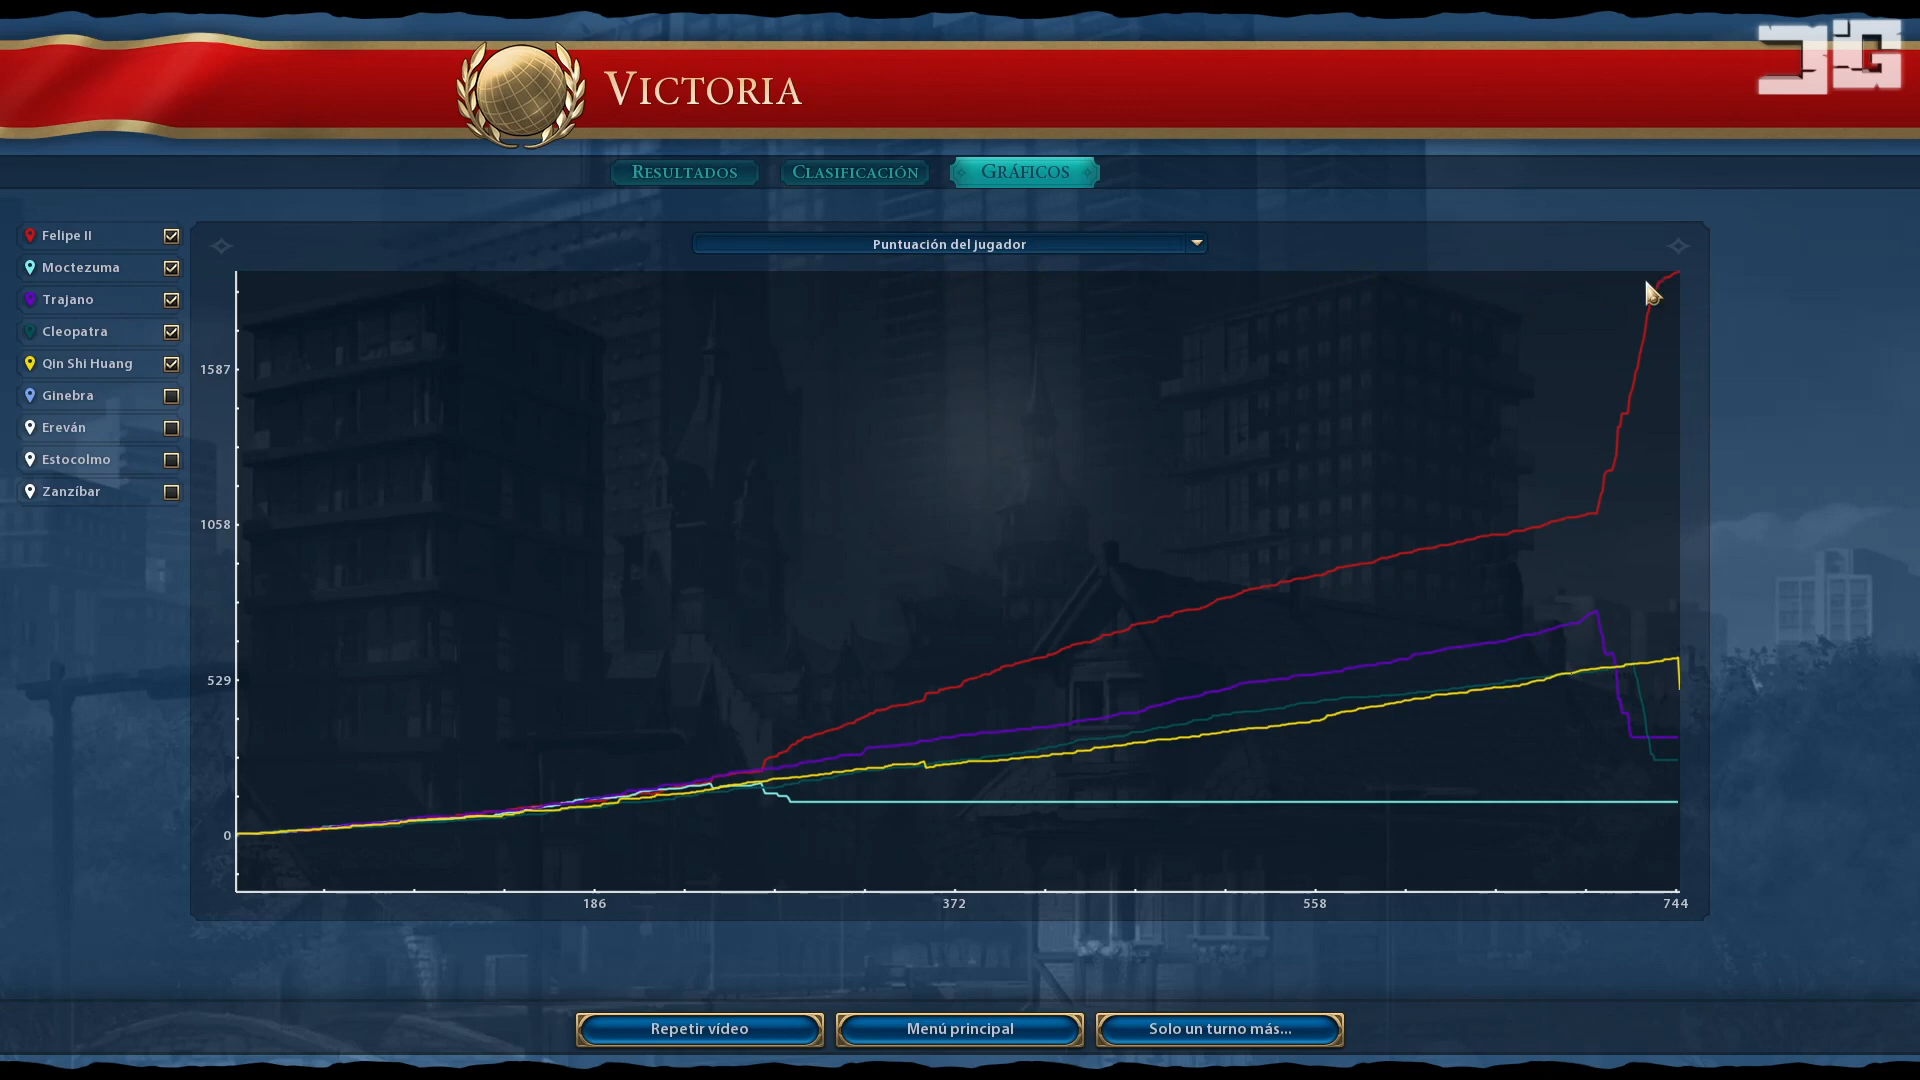 JG
Victoria
Resultados
Clasificación
Gráficos
Felipe II
Moctezuma
Trajano
Cleopatra
Qin Shi Huang
Ginebra
Ereván
Estocolmo
Zanzíbar
Puntuación del jugador
1587
1058
529
0
186
372
558
744
Repetir vídeo
Menú principal
Solo un turno más...